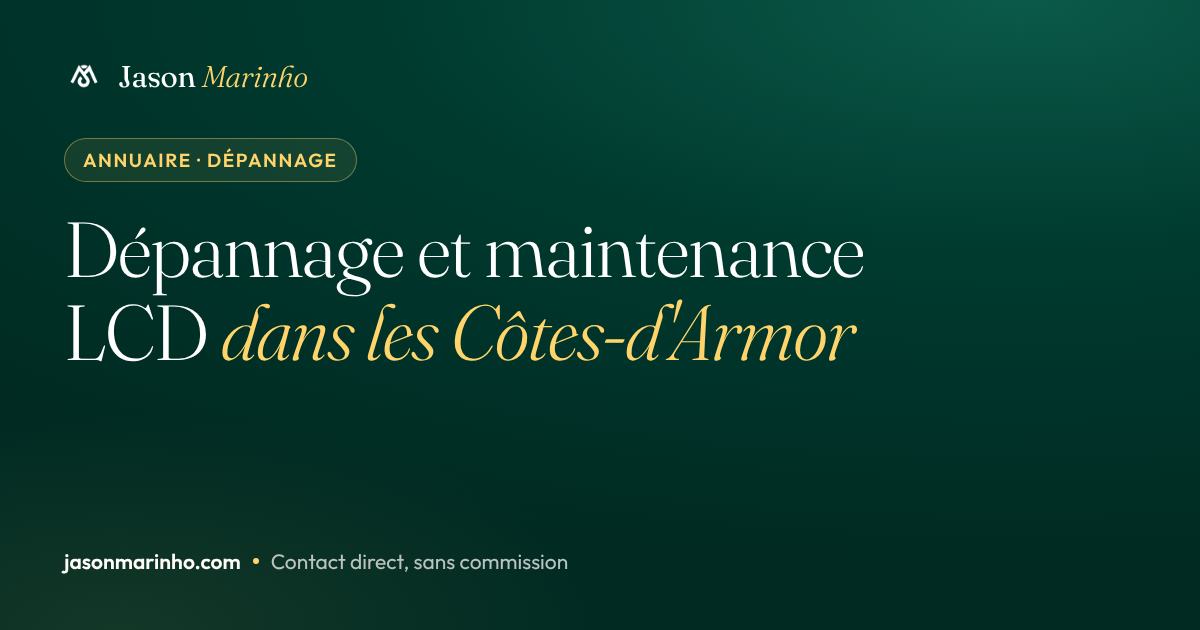 Jason Marinho
ANNUAIRE · DÉPANNAGE
Dépannage et maintenance
LCD dans les Côtes-d'Armor
jasonmarinho.com • Contact direct, sans commission